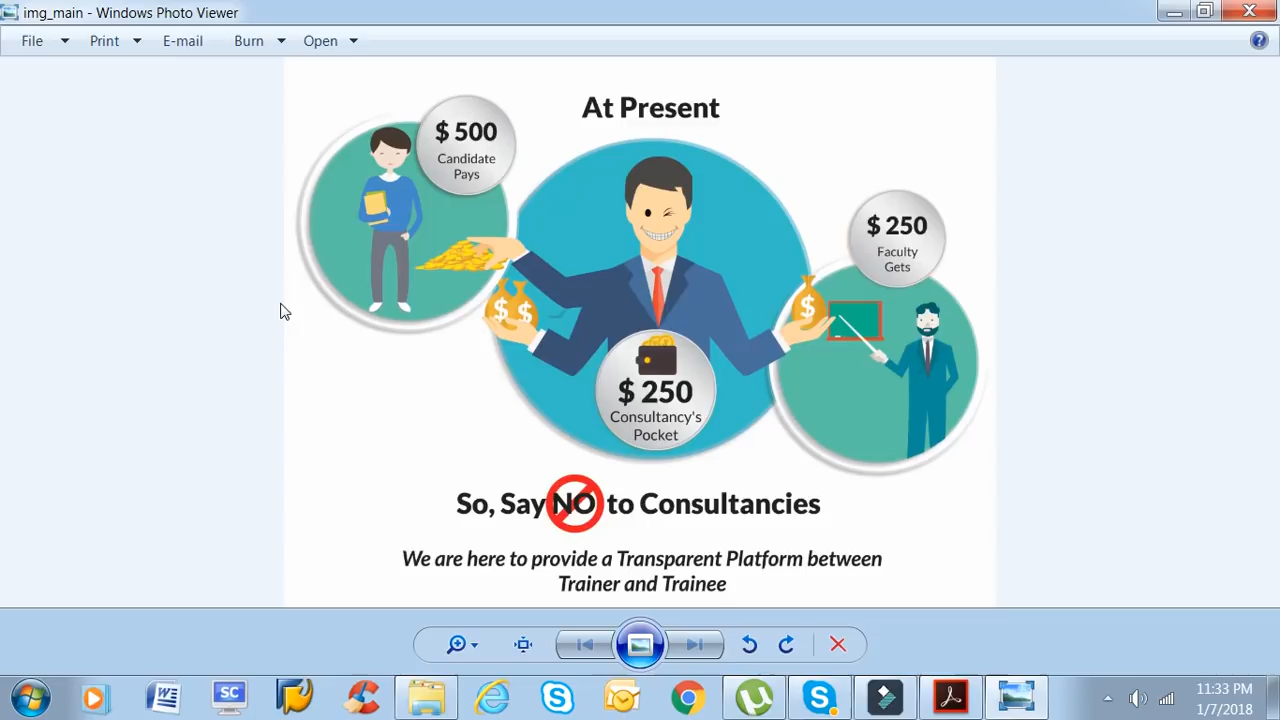 img_main - Windows Photo Viewer
File Print E-mail Burn Open
At Present
$ 500
Candidate
Pays
$ 250
Faculty
Gets
$ $
$
$ 250
Consultancy's
Pocket
So, Say NO to Consultancies
We are here to provide a Transparent Platform between
Trainer and Trainee
SC
11:33 PM
1/7/2018